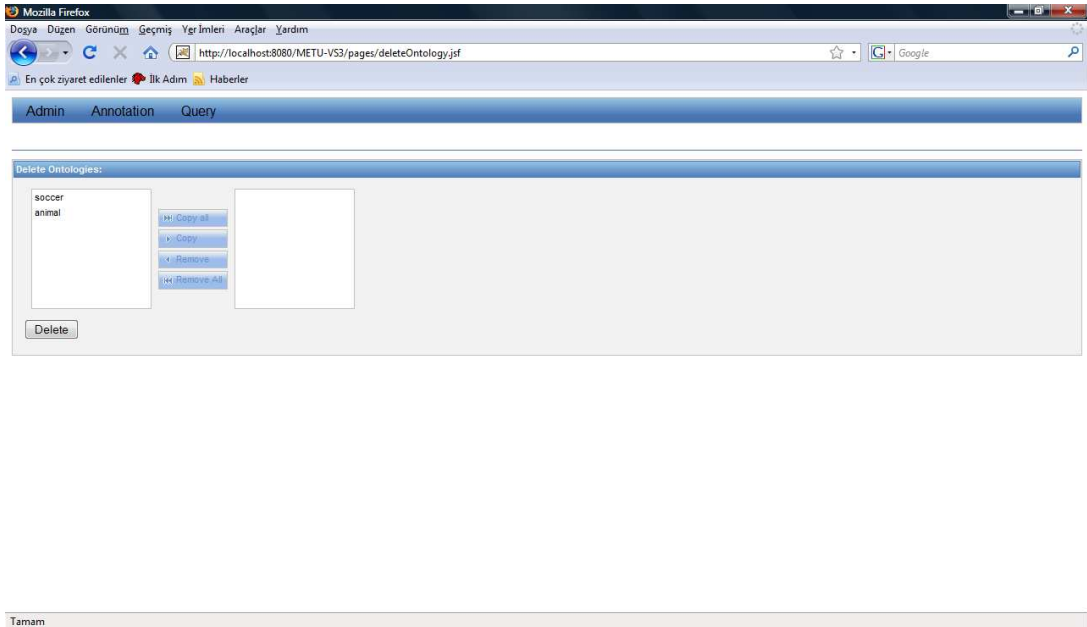 Mozilla Firefox
Dosya Düzen Görünüm Geçmiş Yer İmleri Araçlar Yardım
http://localhost:8080/METU-VS3/pages/deleteOntology.jsf
G Google
En çok ziyaret edilenler İlk Adım Haberler
Admin Annotation Query
Delete Ontologies:
soccer
animal
Copy all
Copy
Remove
Remove All
Delete
Tamam